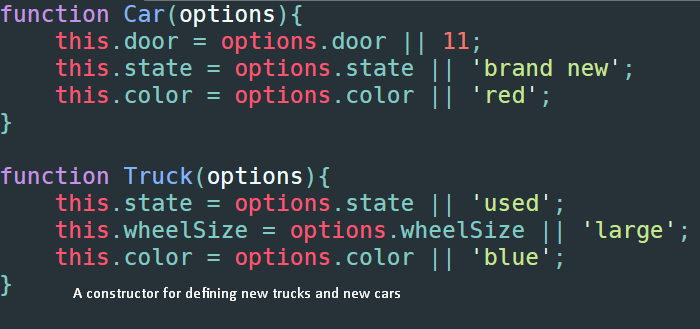 function Car(options){
    this.door = options.door || 11;
    this.state = options.state || 'brand new';
    this.color = options.color || 'red';
}
function Truck(options){
    this.state = options.state || 'used';
    this.wheelSize = options.wheelSize || 'large';
    this.color = options.color || 'blue';
}
A constructor for defining new trucks and new cars